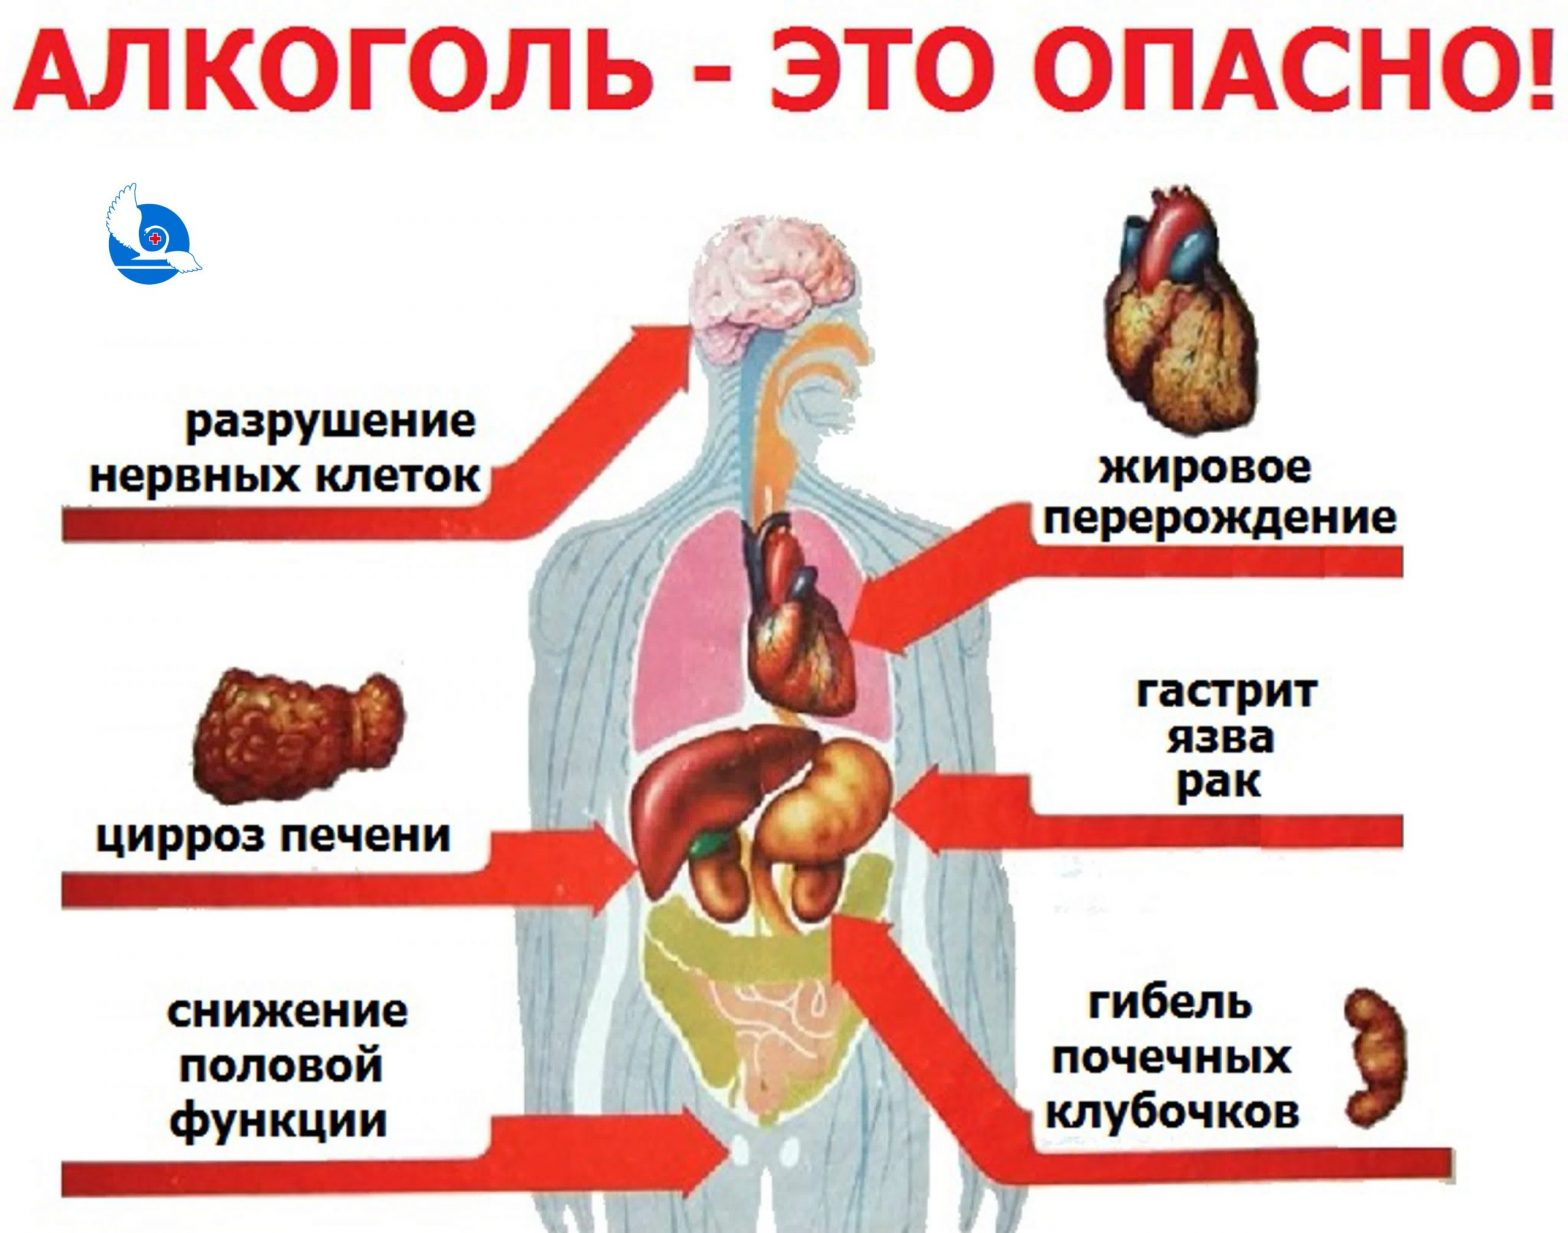 АЛКОГОЛЬ - ЭТО ОПАСНО!
разрушение
нервных клеток
жировое
перерождение
цирроз печени
гастрит
язва
рак
снижение
половой
функции
гибель
почечных
клубочков